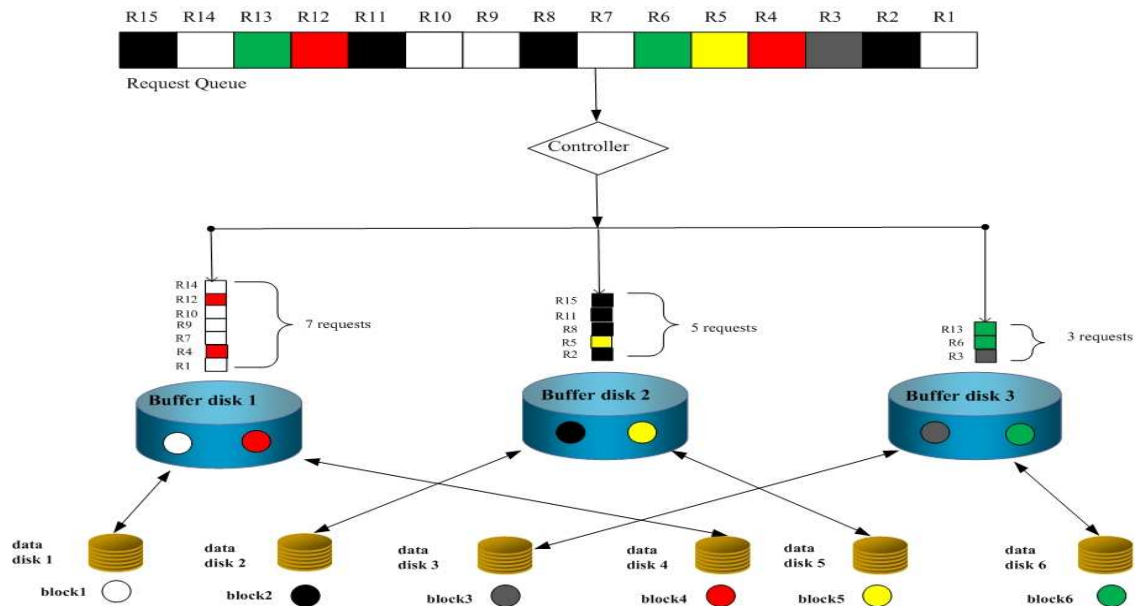 R15 R14 R13 R12 R11 R10 R9 R8 R7 R6 R5 R4 R3 R2 R1
Request Queue
Controller
R14
R12
R10
R9
R7
R4
R1
7 requests
R15
R11
R8
R5
R2
5 requests
R13
R6
R3
3 requests
Buffer disk 1
Buffer disk 2
Buffer disk 3
data
disk 1
block1
data
disk 2
block2
data
disk 3
block3
data
disk 4
block4
data
disk 5
block5
data
disk 6
block6